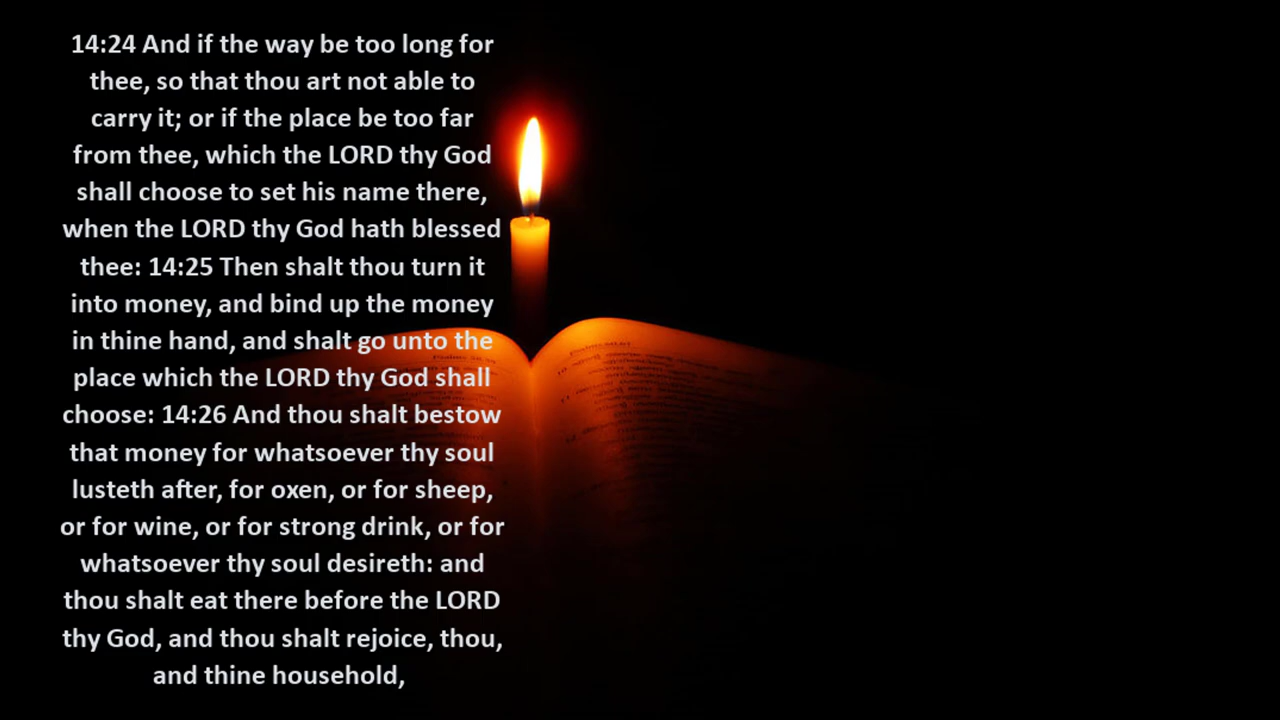 14:24 And if the way be too long for
thee, so that thou art not able to
carry it; or if the place be too far
from thee, which the LORD thy God
shall choose to set his name there,
when the LORD thy God hath blessed
thee: 14:25 Then shalt thou turn it
into money, and bind up the money
in thine hand, and shalt go unto the
place which the LORD thy God shall
choose: 14:26 And thou shalt bestow
that money for whatsoever thy soul
lusteth after, for oxen, or for sheep,
or for wine, or for strong drink, or for
whatsoever thy soul desireth: and
thou shalt eat there before the LORD
thy God, and thou shalt rejoice, thou,
and thine household,